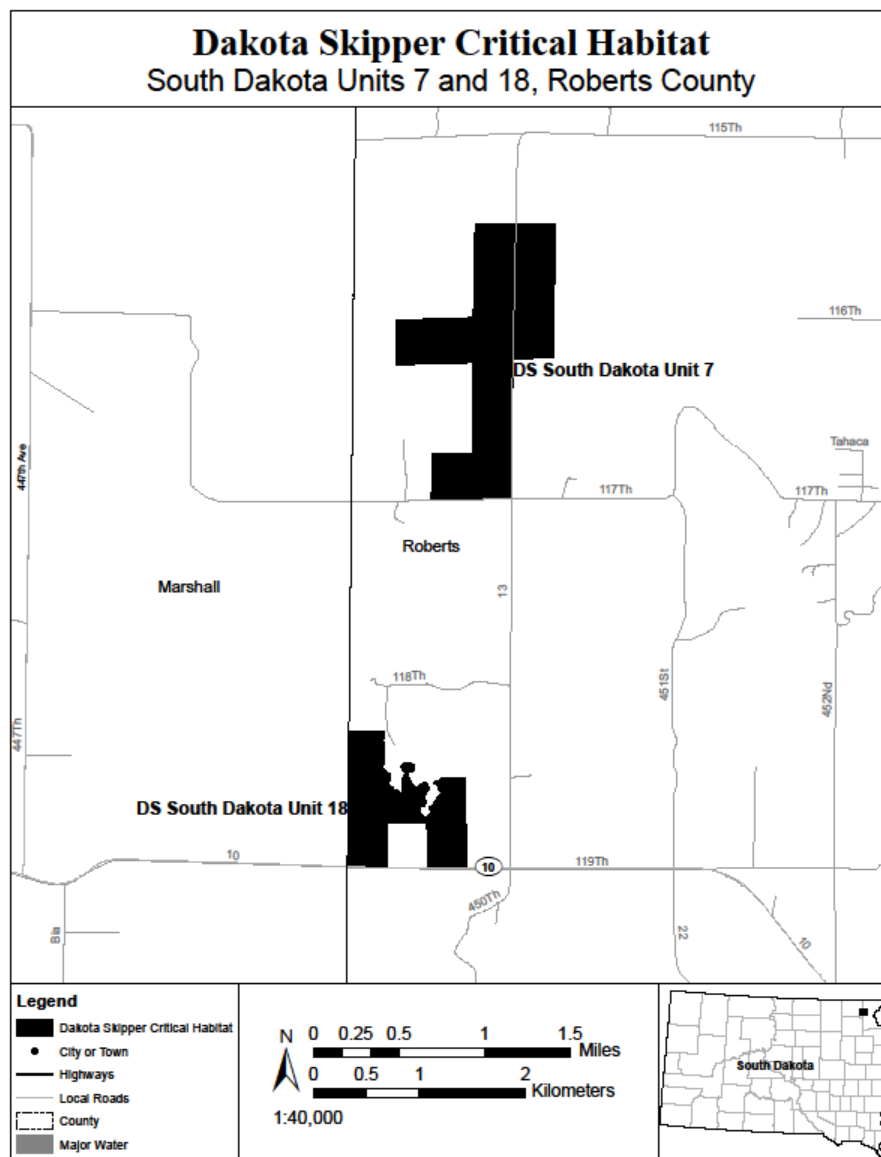 Dakota Skipper Critical Habitat
South Dakota Units 7 and 18, Roberts County
115Th
116Th
DS South Dakota Unit 7
447th Ave
Tahaca
117Th
117Th
Roberts
Marshall
13
118Th
451St
452Nd
447Th
DS South Dakota Unit 18
10
10
119Th
450Th
Bia
22
10
Legend
Dakota Skipper Critical Habitat
City or Town
Highways
Local Roads
County
Major Water
N
0 0.25 0.5 1 1.5
Miles
0 0.5 1 2
Kilometers
1:40,000
South Dakota